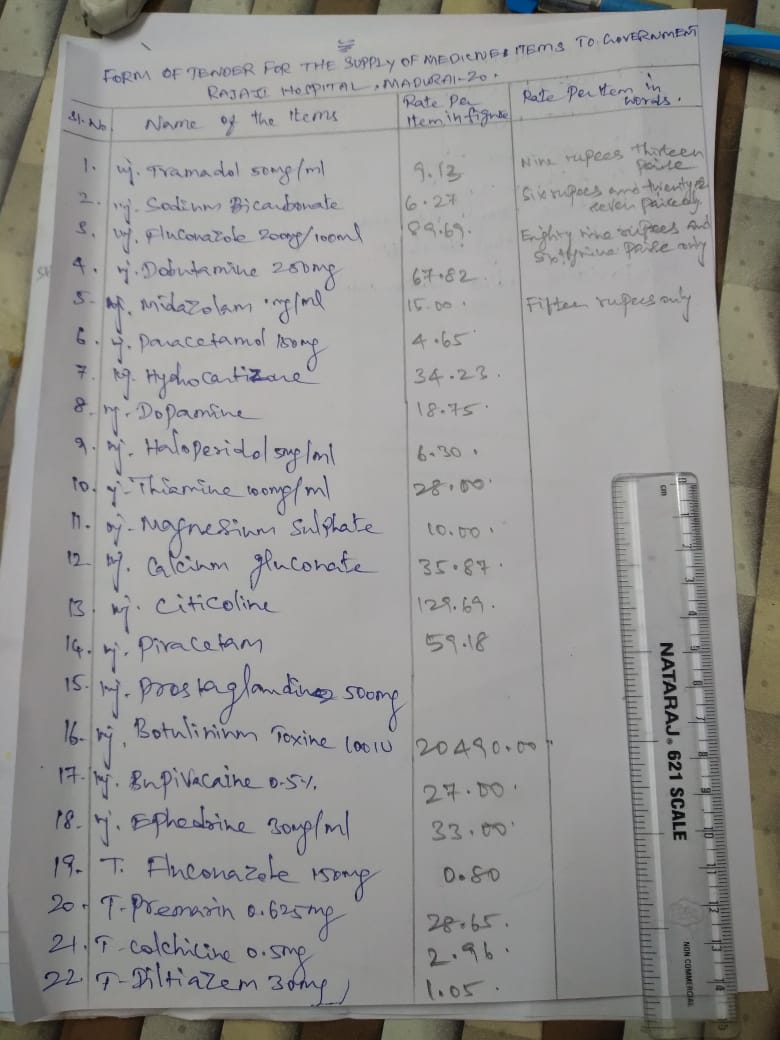 FORM OF TENDER FOR THE SUPPLY OF MEDICINES ITEMS TO GOVERNMENT
RAJAJI HOSPITAL, MADURAI-20.
Sl. No Name of the Items Rate Per Item in figure Rate Per Item in words.
1. inj. Tramadol 50mg/ml 9.13 Nine rupees thirteen paise
2. inj. Sodium Bicarbonate 6.27 Six rupees and twenty seven paice only
3. inj. Fluconazole 200mg/100ml 89.69. Eighty nine rupees and Sixty nine paise only
4. inj. Dobutamine 250mg 67.82
5. inj. Midazolam mg/ml 15.00. Fifteen rupees only
6. inj. Paracetamol 150mg 4.65
7. inj. Hydrocortizone 34.23.
8. inj. Dopamine 18.75.
9. inj. Haloperidol 5mg/ml 6.30.
10. inj. Thiamine 100mg/ml 28.00.
11. inj. Magnesium Sulphate 10.00.
12 inj. Calcium gluconate 35.87.
13. inj. Citicoline 129.69.
14. inj. Piracetam 59.18
15. inj. Prostaglandin 500mg
16. inj. Botulininm Toxine 100IU 20490.00
17. inj. Bupivacaine 0.5% 27.00.
18. inj. Ephedrine 30mg/ml 33.00
19. T. Fluconazole 150mg 0.80
20. T. Premarin 0.625mg 28.65.
21. T. colchicine 0.5mg 2.96.
22 T. Diltiazem 30mg 1.05.
cm
0 1 2 3 4 5 6 7 8 9 10 11 12 13 14 15
NATARAJ 621 SCALE
NON COMMERCIAL